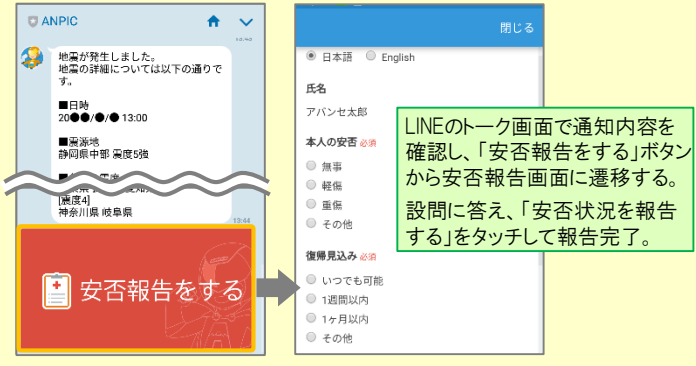 ANPIC
地震が発生しました。
地震の詳細については以下の通りで
す。
■日時
20●●/●/● 13:00
■震源地
静岡県中部 震度5強
[震度4]
神奈川県 岐阜県
13:44
安否報告をする
閉じる
日本語 English
氏名
アバンセ太郎
本人の安否 必須
無事
軽傷
重傷
その他
復帰見込み 必須
いつでも可能
1週間以内
1ヶ月以内
その他
LINEのトーク画面で通知内容を
確認し、「安否報告をする」ボタン
から安否報告画面に遷移する。
設問に答え、「安否状況を報告
する」をタッチして報告完了。